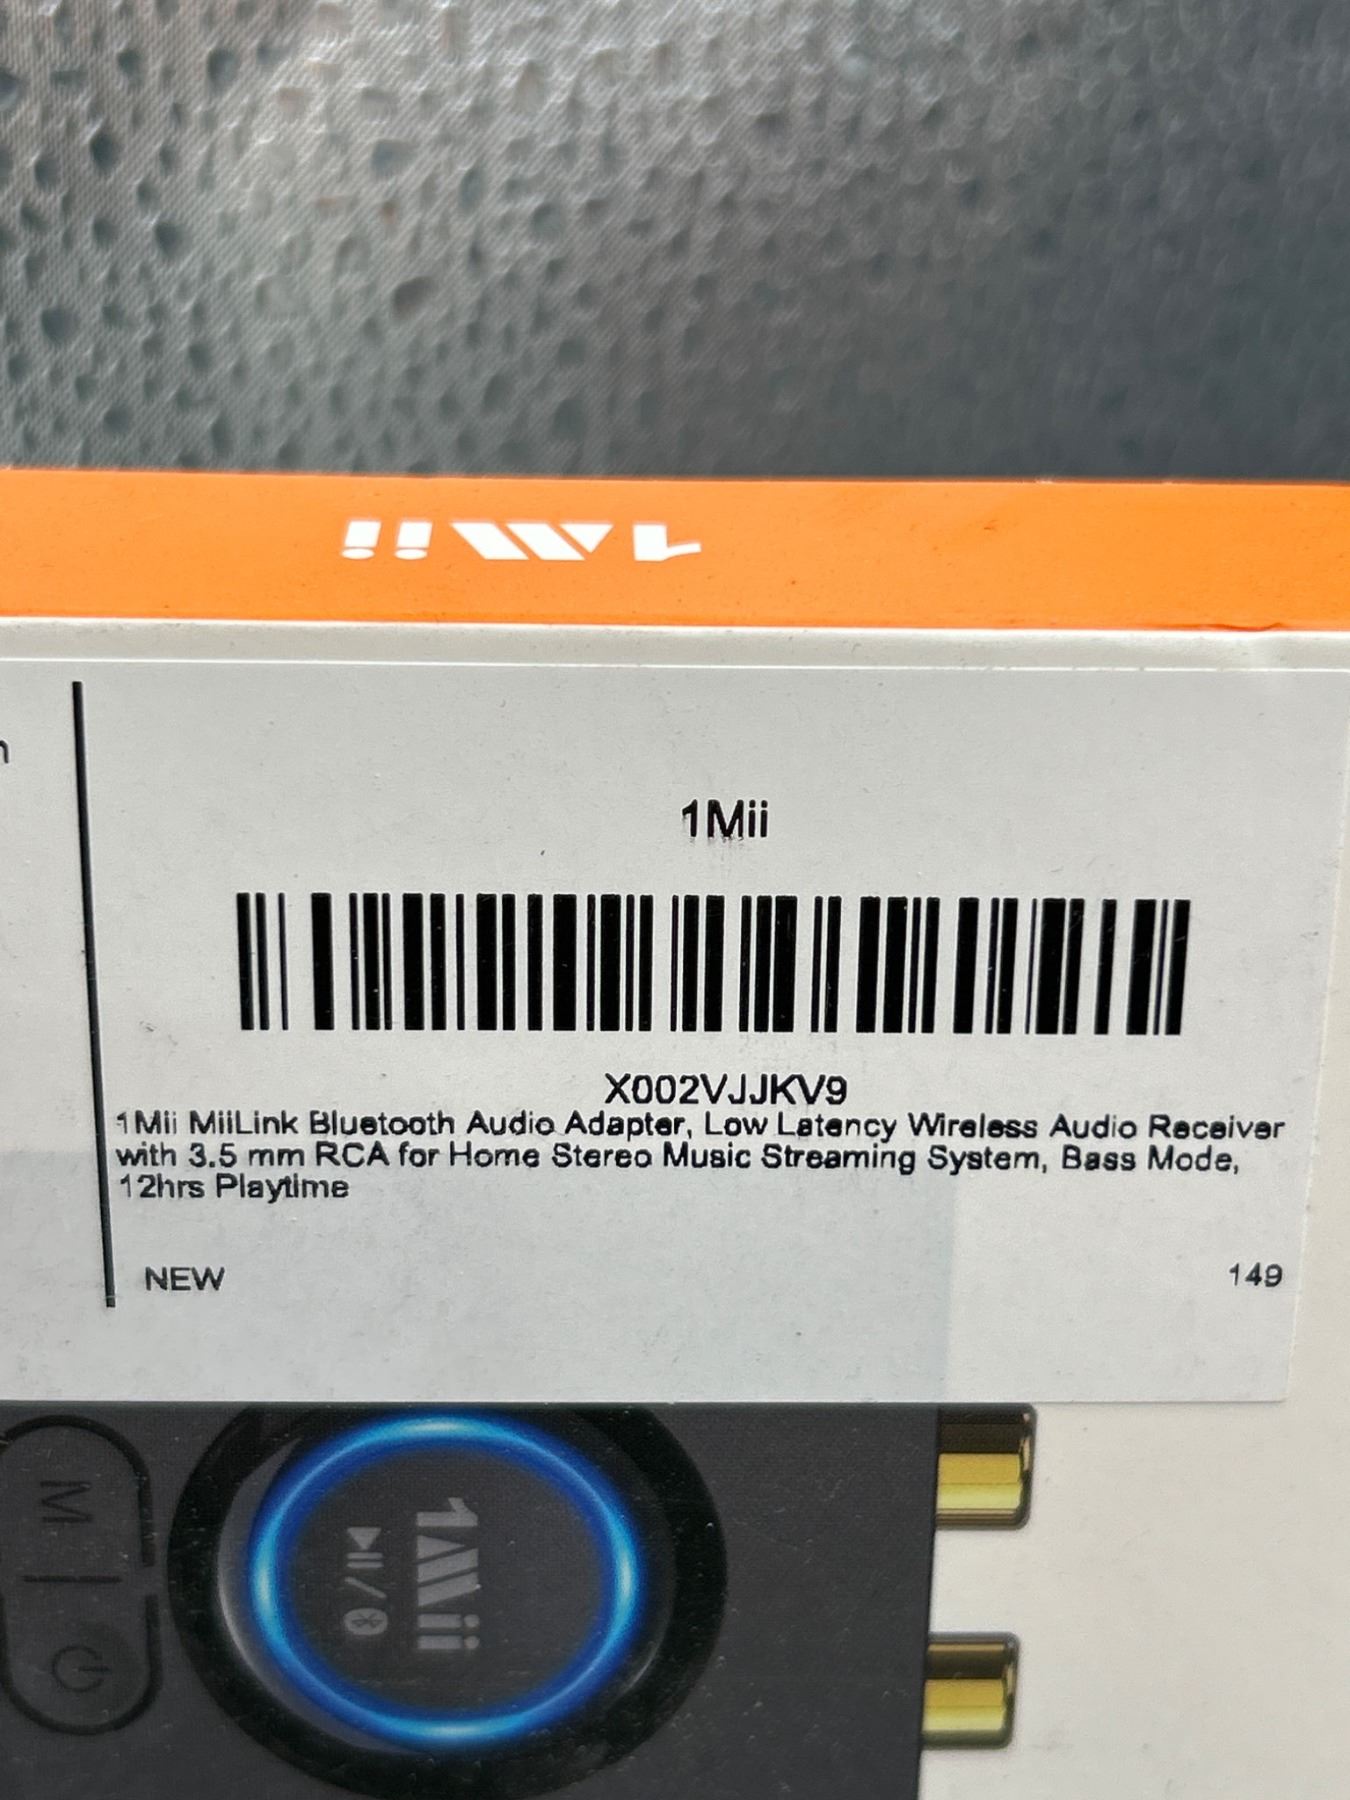 1Mii
1Mii
X002VJJKV9
1Mii MiiLink Bluetooth Audio Adapter, Low Latency Wireless Audio Receiver
with 3.5 mm RCA for Home Stereo Music Streaming System, Bass Mode,
12hrs Playtime
NEW
149
M
1Mii